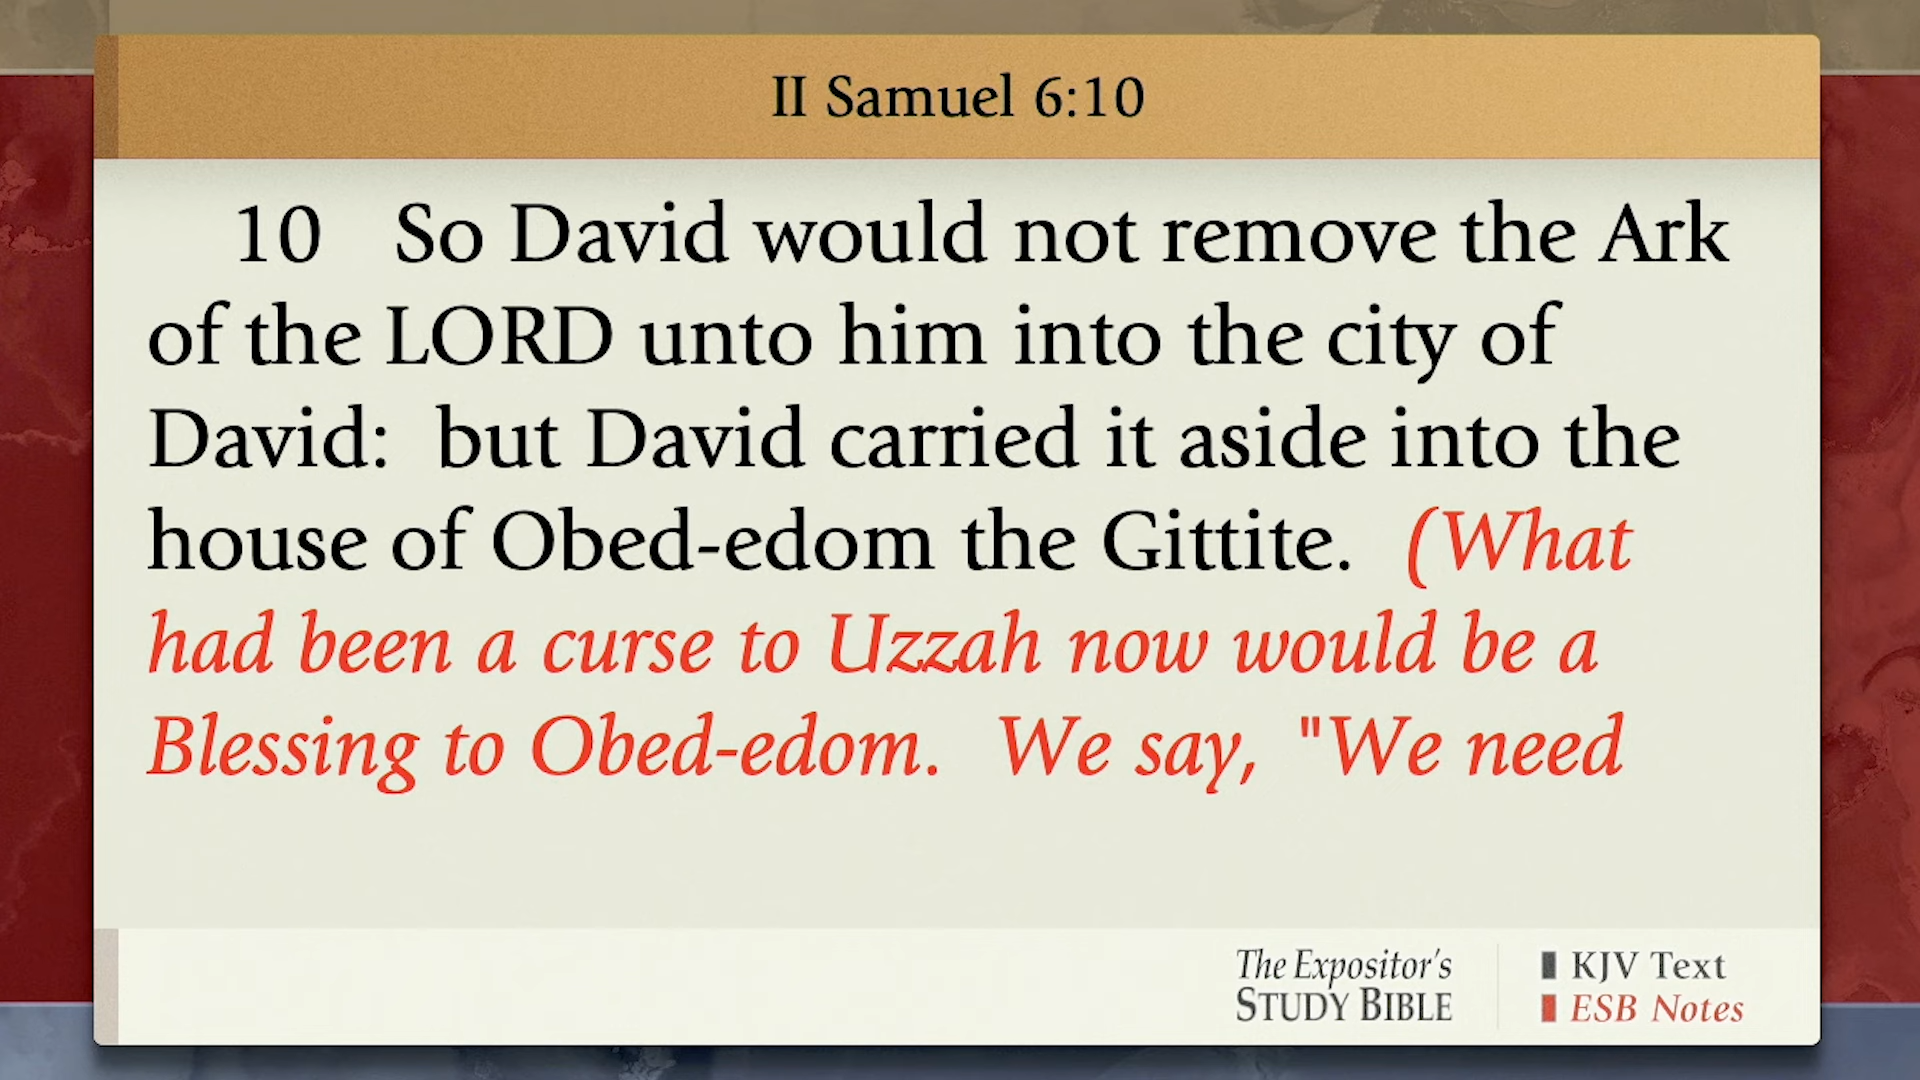 II Samuel 6:10
10 So David would not remove the Ark
of the LORD unto him into the city of
David: but David carried it aside into the
house of Obed-edom the Gittite. (What
had been a curse to Uzzah now would be a
Blessing to Obed-edom. We say, "We need
The Expositor's
STUDY BIBLE
KJV Text
ESB Notes